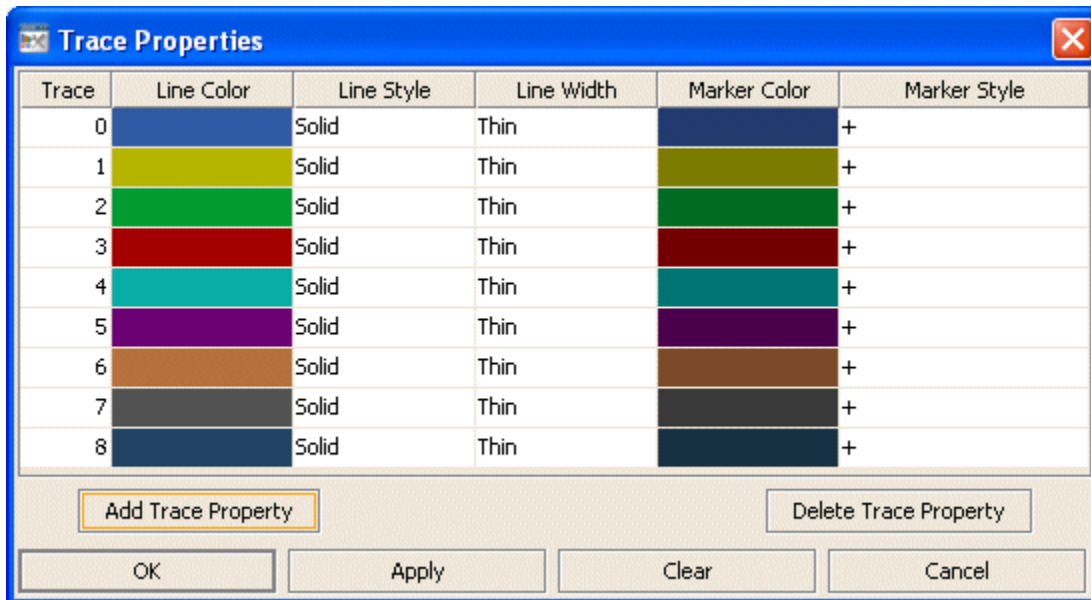 Trace Properties
Trace Line Color Line Style Line Width Marker Color Marker Style
0 Solid Thin +
1 Solid Thin +
2 Solid Thin +
3 Solid Thin +
4 Solid Thin +
5 Solid Thin +
6 Solid Thin +
7 Solid Thin +
8 Solid Thin +
Add Trace Property Delete Trace Property
OK Apply Clear Cancel